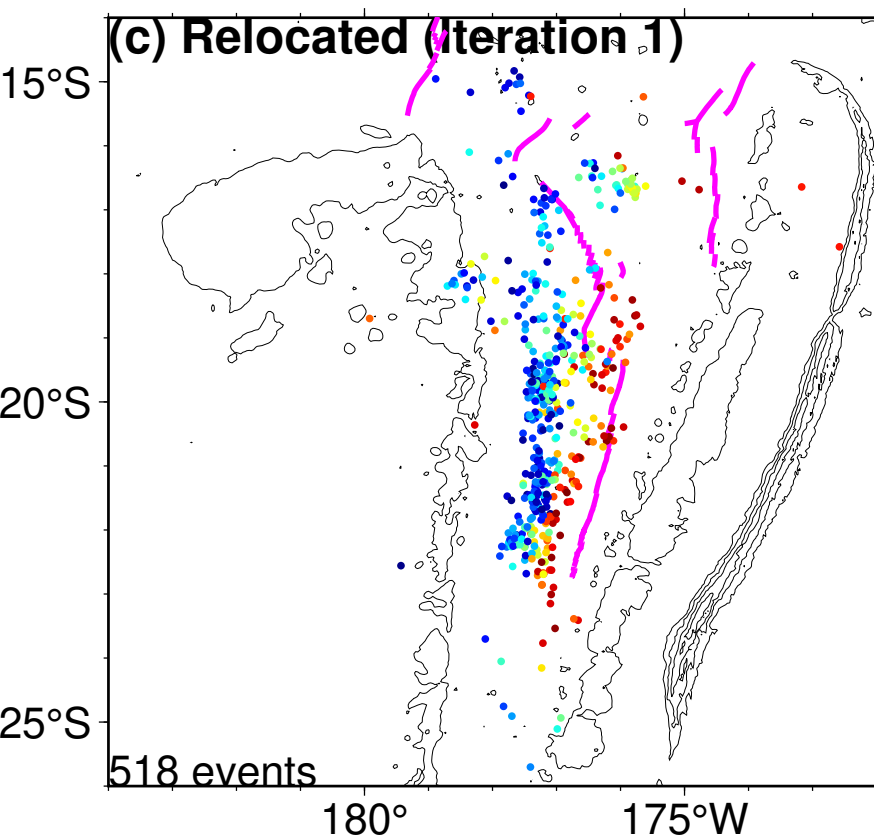 (c) Relocated (Iteration 1)
15°S
20°S
25°S
518 events
180°
175°W